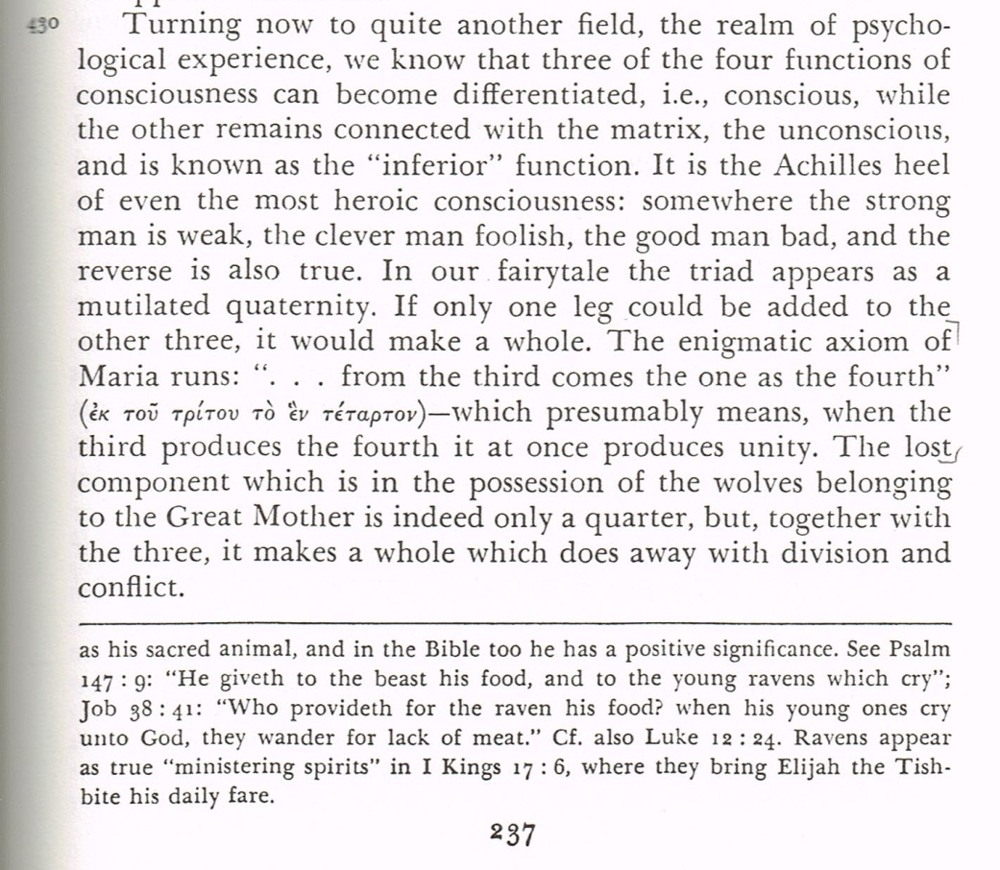 430 Turning now to quite another field, the realm of psycho-
logical experience, we know that three of the four functions of
consciousness can become differentiated, i.e., conscious, while
the other remains connected with the matrix, the unconscious,
and is known as the “inferior” function. It is the Achilles heel
of even the most heroic consciousness: somewhere the strong
man is weak, the clever man foolish, the good man bad, and the
reverse is also true. In our fairytale the triad appears as a
mutilated quaternity. If only one leg could be added to the
other three, it would make a whole. The enigmatic axiom of
Maria runs: “. . . from the third comes the one as the fourth”
(ἐκ τοῦ τρίτου τὸ ἓν τέταρτον)—which presumably means, when the
third produces the fourth it at once produces unity. The lost
component which is in the possession of the wolves belonging
to the Great Mother is indeed only a quarter, but, together with
the three, it makes a whole which does away with division and
conflict.
as his sacred animal, and in the Bible too he has a positive significance. See Psalm
147 : 9: “He giveth to the beast his food, and to the young ravens which cry”;
Job 38 : 41: “Who provideth for the raven his food? when his young ones cry
unto God, they wander for lack of meat.” Cf. also Luke 12 : 24. Ravens appear
as true “ministering spirits” in I Kings 17 : 6, where they bring Elijah the Tish-
bite his daily fare.
237